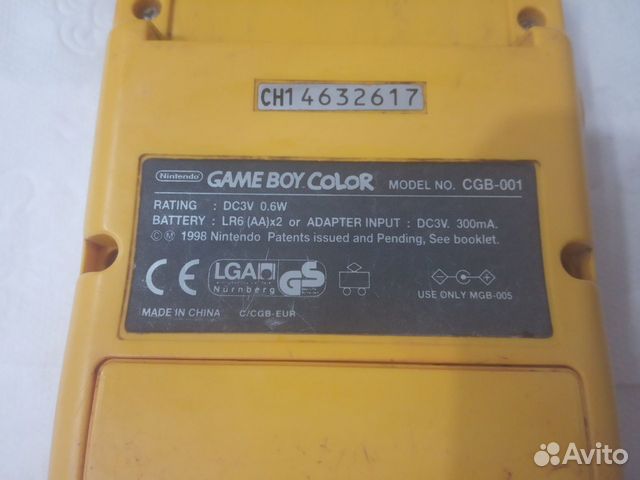 CH14632617
Nintendo GAME BOY COLOR MODEL NO. CGB-001
RATING : DC3V 0.6W
BATTERY : LR6 (AA)x2 or ADAPTER INPUT : DC3V. 300mA.
© Ⓜ 1998 Nintendo Patents issued and Pending, See booklet.
CE LGA Nürnberg GS
USE ONLY MGB-005
MADE IN CHINA C/CGB-EUR
Avito